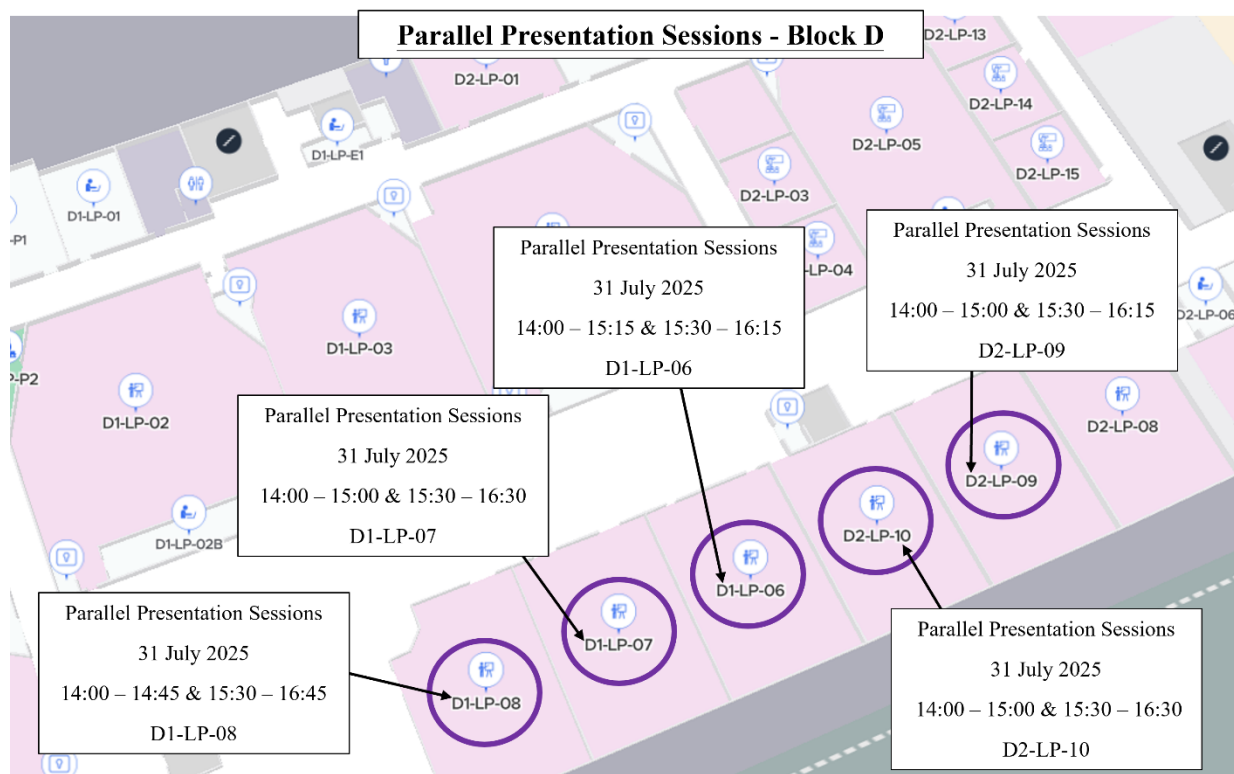 Parallel Presentation Sessions - Block D
D2-LP-13
D2-LP-01
D2-LP-14
D2-LP-05
D1-LP-E1
D2-LP-15
D2-LP-03
D1-LP-01
-P1
-LP-04
D2-LP-06
Parallel Presentation Sessions
31 July 2025
14:00 – 15:15 & 15:30 – 16:15
D1-LP-06
Parallel Presentation Sessions
31 July 2025
14:00 – 15:00 & 15:30 – 16:15
D2-LP-09
D1-LP-03
P-P2
D1-LP-02
D2-LP-08
Parallel Presentation Sessions
31 July 2025
14:00 – 15:00 & 15:30 – 16:30
D1-LP-07
D2-LP-09
D1-LP-02B
D2-LP-10
D1-LP-06
D1-LP-07
D1-LP-08
Parallel Presentation Sessions
31 July 2025
14:00 – 14:45 & 15:30 – 16:45
D1-LP-08
Parallel Presentation Sessions
31 July 2025
14:00 – 15:00 & 15:30 – 16:30
D2-LP-10